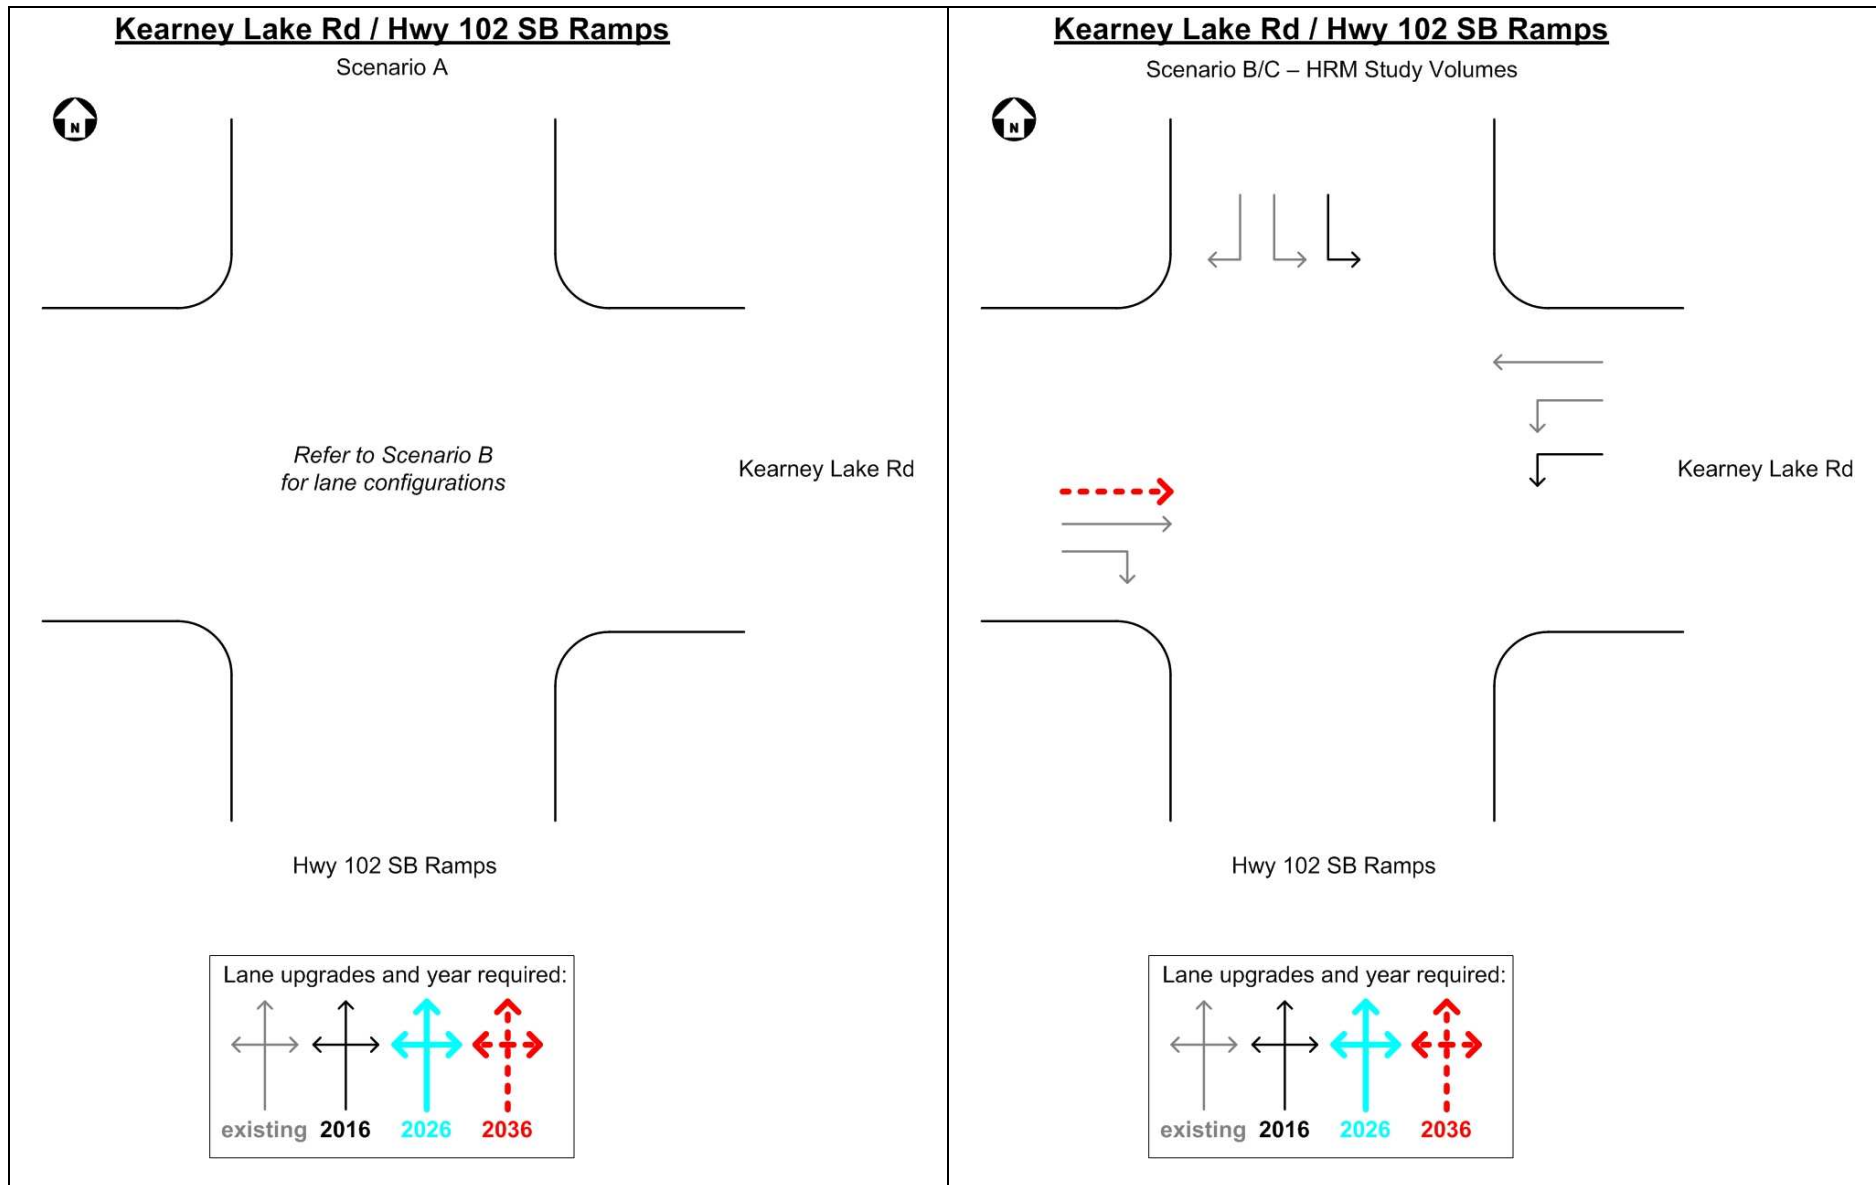 Kearney Lake Rd / Hwy 102 SB Ramps
Scenario A
N
Refer to Scenario B
for lane configurations
Kearney Lake Rd
Hwy 102 SB Ramps
Lane upgrades and year required:
existing 2016 2026 2036
Kearney Lake Rd / Hwy 102 SB Ramps
Scenario B/C – HRM Study Volumes
N
Kearney Lake Rd
Hwy 102 SB Ramps
Lane upgrades and year required:
existing 2016 2026 2036